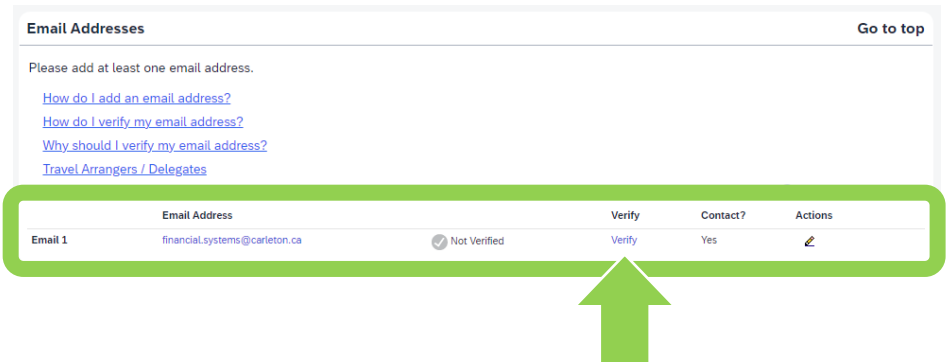 Email Addresses Go to top
Please add at least one email address.
How do I add an email address?
How do I verify my email address?
Why should I verify my email address?
Travel Arrangers / Delegates
Email Address Verify Contact? Actions
Email 1 financial.systems@carleton.ca Not Verified Verify Yes